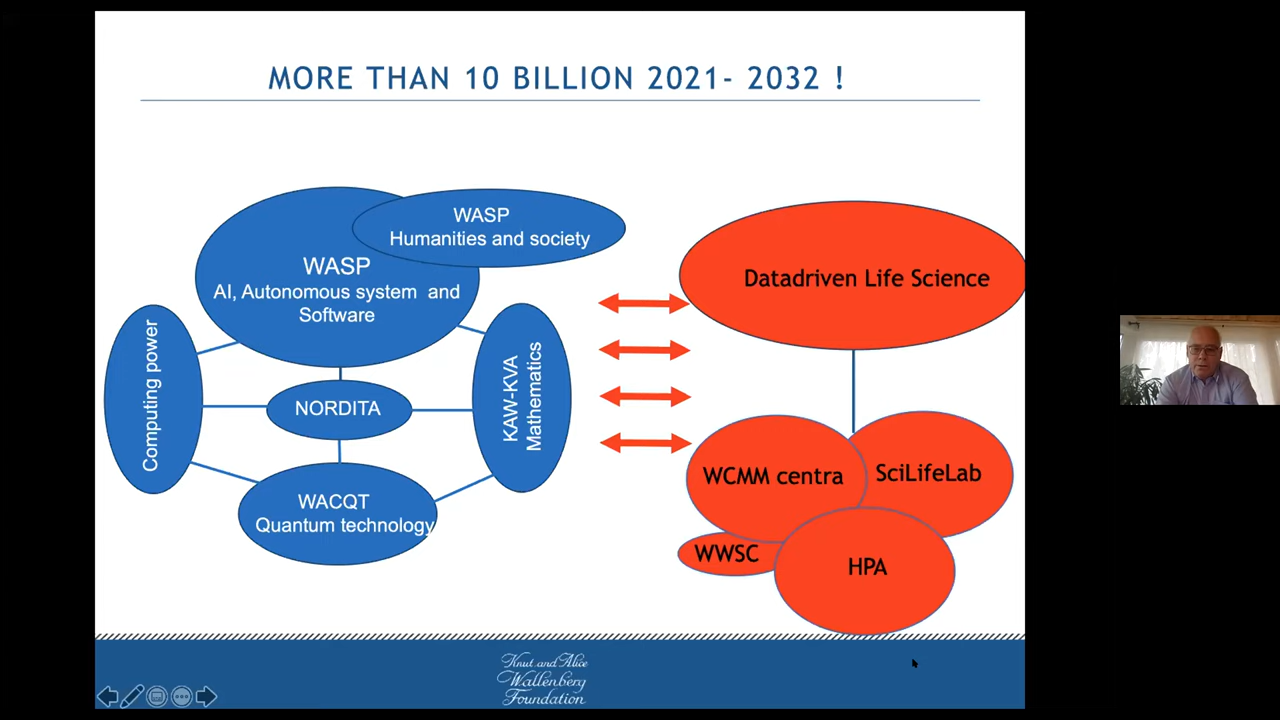 MORE THAN 10 BILLION 2021- 2032 !
WASP
Humanities and society
WASP
AI, Autonomous system and
Software
Computing power
NORDITA
KAW-KVA
Mathematics
WACQT
Quantum technology
Datadriven Life Science
WCMM centra
SciLifeLab
WWSC
HPA
Knut and Alice
Wallenberg
Foundation